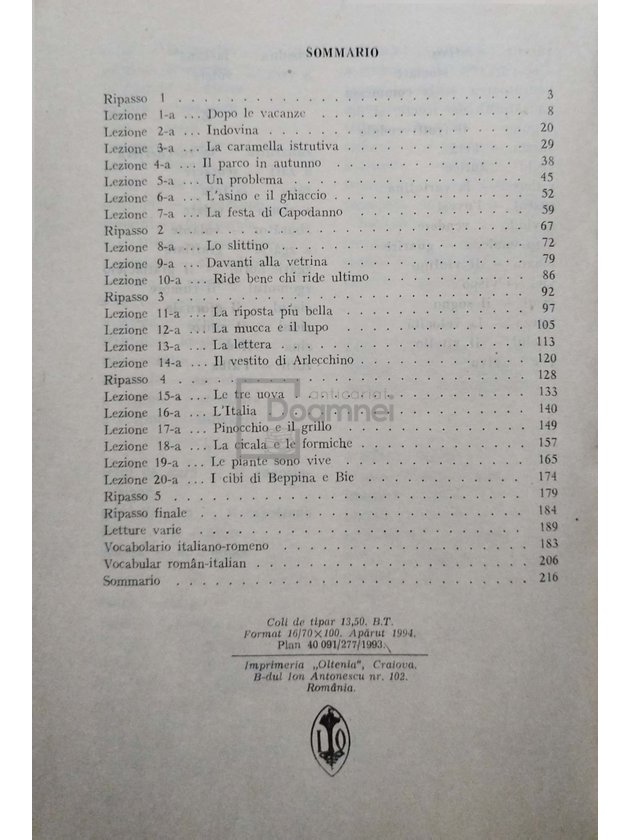 SOMMARIO
Ripasso 1 . . . . . . . . . . . . . . . . . . . . 3
Lezione 1-a ... Dopo le vacanze . . . . . . . . . . . . 8
Lezione 2-a ... Indovina . . . . . . . . . . . . . . . 20
Lezione 3-a ... La caramella istrutiva . . . . . . . . . . 29
Lezione 4-a ... Il parco in autunno . . . . . . . . . . . 38
Lezione 5-a ... Un problema . . . . . . . . . . . . . 45
Lezione 6-a ... L'asino e il ghiaccio . . . . . . . . . . 52
Lezione 7-a ... La festa di Capodanno . . . . . . . . . 59
Ripasso 2 . . . . . . . . . . . . . . . . . . . . 67
Lezione 8-a ... Lo slittino . . . . . . . . . . . . . . 72
Lezione 9-a ... Davanti alla vetrina . . . . . . . . . . 79
Lezione 10-a ... Ride bene chi ride ultimo . . . . . . . . 86
Ripasso 3 . . . . . . . . . . . . . . . . . . . . 92
Lezione 11-a ... La riposta piu bella . . . . . . . . . . 97
Lezione 12-a ... La mucca e il lupo . . . . . . . . . . 105
Lezione 13-a ... La lettera . . . . . . . . . . . . . . 113
Lezione 14-a ... Il vestito di Arlecchino . . . . . . . . . 120
Ripasso 4 . . . . . . . . . . . . . . . . . . . . 128
Lezione 15-a ... Le tre uova . . . . . . . . . . . . . 133
Lezione 16-a ... L'Italia . . . . . . . . . . . . . . . 140
Lezione 17-a ... Pinocchio e il grillo . . . . . . . . . . 149
Lezione 18-a ... La cicala e le formiche . . . . . . . . . 157
Lezione 19-a ... Le piante sono vive . . . . . . . . . . 165
Lezione 20-a ... I cibi di Beppina e Bic . . . . . . . . . 174
Ripasso 5 . . . . . . . . . . . . . . . . . . . . 179
Ripasso finale . . . . . . . . . . . . . . . . . . 184
Letture varie . . . . . . . . . . . . . . . . . . . 189
Vocabolario italiano-romeno . . . . . . . . . . . . . 183
Vocabular român-italian . . . . . . . . . . . . . . . 206
Sommario . . . . . . . . . . . . . . . . . . . . 216
anticariat
Doamnei
Coli de tipar 13,50. B.T.
Format 16/70×100. Apărut 1994.
Plan 40 091/277/1993.
Imprimeria „Oltenia", Craiova,
B-dul Ion Antonescu nr. 102.
România.